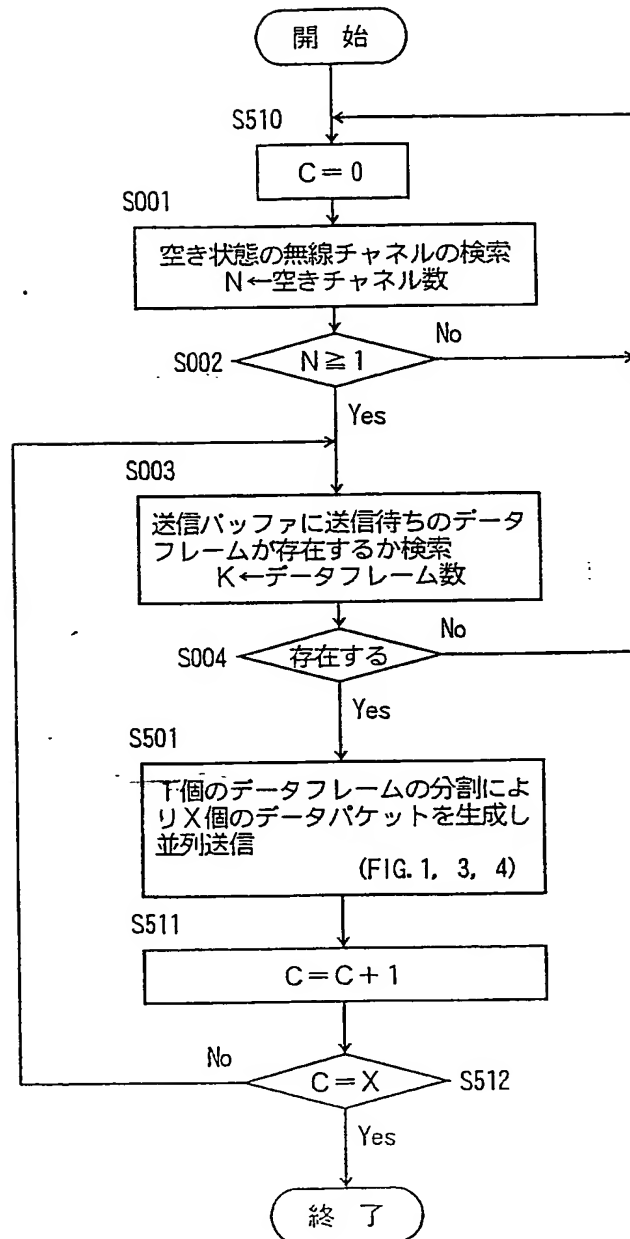 開 始
S510
C=0
S001
空き状態の無線チャネルの検索
N←空きチャネル数
S002
N≧1
No
Yes
S003
送信バッファに送信待ちのデータ
フレームが存在するか検索
K←データフレーム数
S004
存在する
No
Yes
S501
T個のデータフレームの分割によ
りX個のデータパケットを生成し
並列送信
(FIG. 1, 3, 4)
S511
C=C+1
No
C=X
S512
Yes
終 了